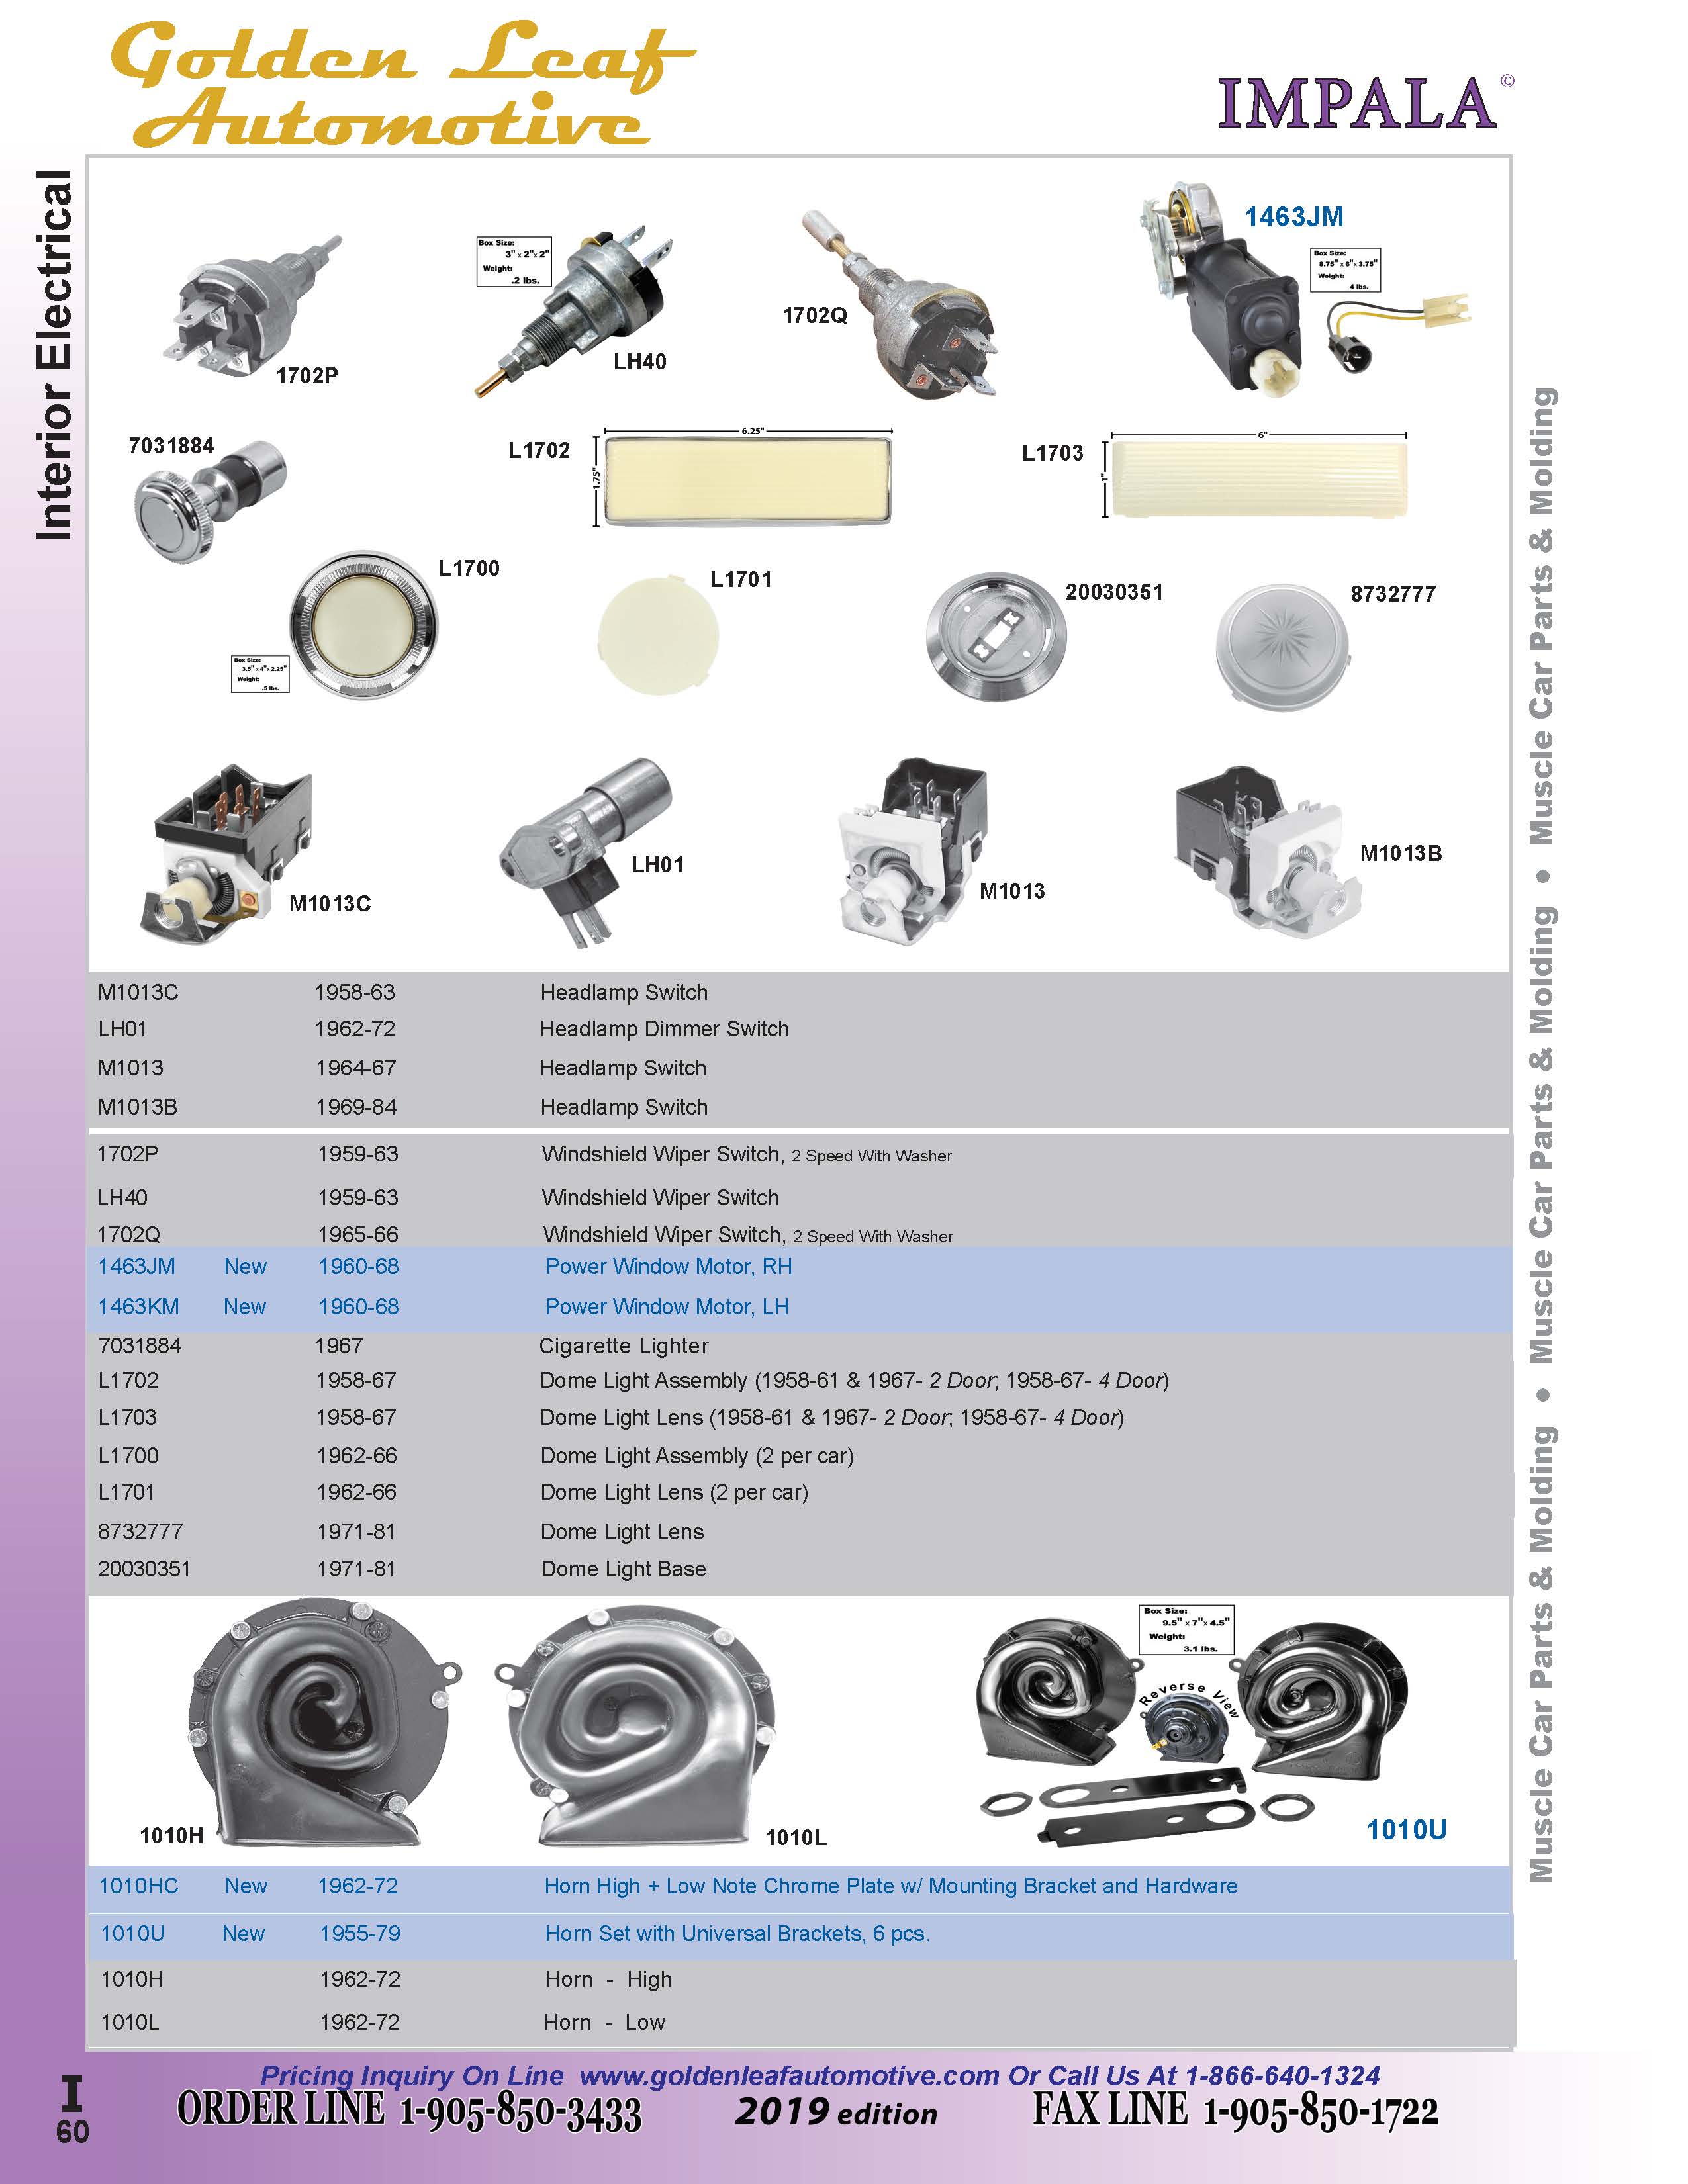 Golden Leaf
Automotive
IMPALA©
Interior Electrical
1702P
Box Size:
3" x 2" x 2"
Weight:
.2 lbs.
LH40
1702Q
1463JM
Box Size:
8.75" x 6" x 3.75"
Weight:
4 lbs.
7031884
L1702
6.25"
1.75"
L1703
6"
1"
L1700
Box Size:
3.5" x 4" x 2.25"
Weight:
.5 lbs.
L1701
20030351
8732777
M1013C
LH01
M1013
M1013B
M1013C 1958-63 Headlamp Switch
LH01 1962-72 Headlamp Dimmer Switch
M1013 1964-67 Headlamp Switch
M1013B 1969-84 Headlamp Switch
1702P 1959-63 Windshield Wiper Switch, 2 Speed With Washer
LH40 1959-63 Windshield Wiper Switch
1702Q 1965-66 Windshield Wiper Switch, 2 Speed With Washer
1463JM New 1960-68 Power Window Motor, RH
1463KM New 1960-68 Power Window Motor, LH
7031884 1967 Cigarette Lighter
L1702 1958-67 Dome Light Assembly (1958-61 & 1967- 2 Door; 1958-67- 4 Door)
L1703 1958-67 Dome Light Lens (1958-61 & 1967- 2 Door; 1958-67- 4 Door)
L1700 1962-66 Dome Light Assembly (2 per car)
L1701 1962-66 Dome Light Lens (2 per car)
8732777 1971-81 Dome Light Lens
20030351 1971-81 Dome Light Base
1010H
1010L
Box Size:
9.5" x 7" x 4.5"
Weight:
3.1 lbs.
Reverse View
1010U
1010HC New 1962-72 Horn High + Low Note Chrome Plate w/ Mounting Bracket and Hardware
1010U New 1955-79 Horn Set with Universal Brackets, 6 pcs.
1010H 1962-72 Horn - High
1010L 1962-72 Horn - Low
Muscle Car Parts & Molding • Muscle Car Parts & Molding • Muscle Car Parts & Molding
Pricing Inquiry On Line www.goldenleafautomotive.com Or Call Us At 1-866-640-1324
ORDER LINE 1-905-850-3433 2019 edition FAX LINE 1-905-850-1722
I
60